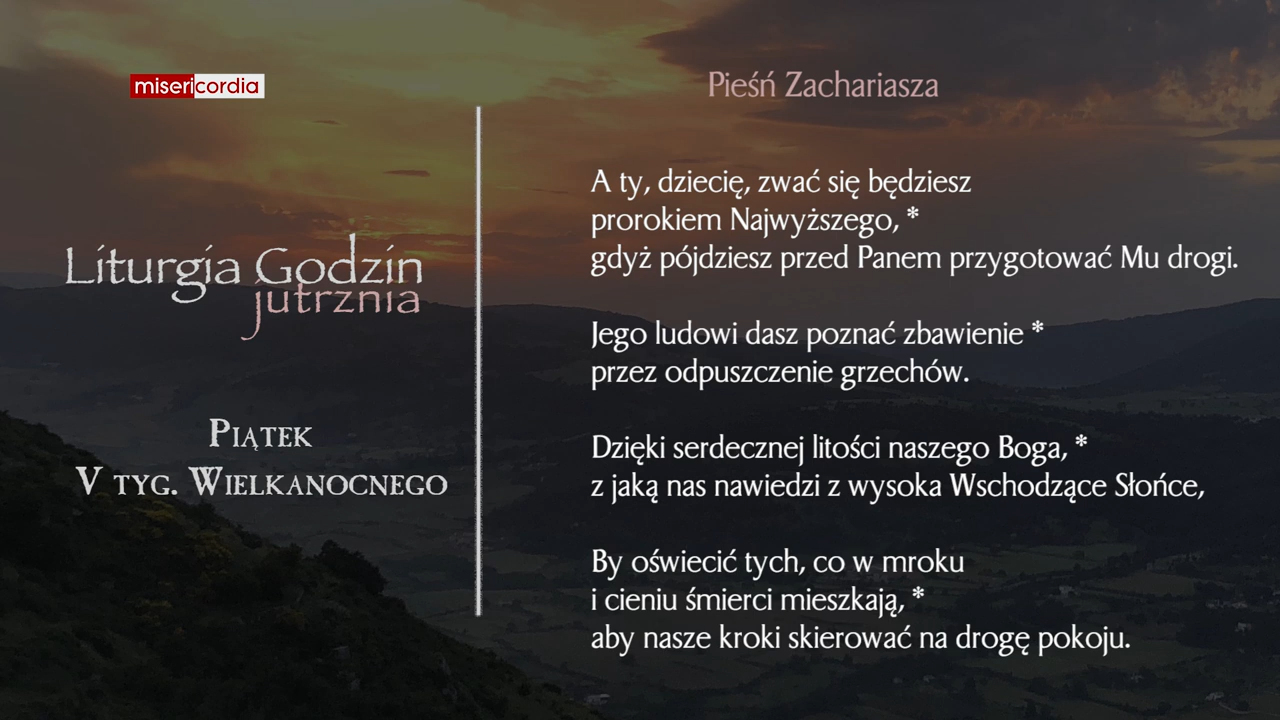 misericordia
Liturgia Godzin
jutrznia
Piątek
V tyg. Wielkanocnego
Pieśń Zachariasza
A ty, dziecię, zwać się będziesz
prorokiem Najwyższego, *
gdyż pójdziesz przed Panem przygotować Mu drogi.
Jego ludowi dasz poznać zbawienie *
przez odpuszczenie grzechów.
Dzięki serdecznej litości naszego Boga, *
z jaką nas nawiedzi z wysoka Wschodzące Słońce,
By oświecić tych, co w mroku
i cieniu śmierci mieszkają, *
aby nasze kroki skierować na drogę pokoju.